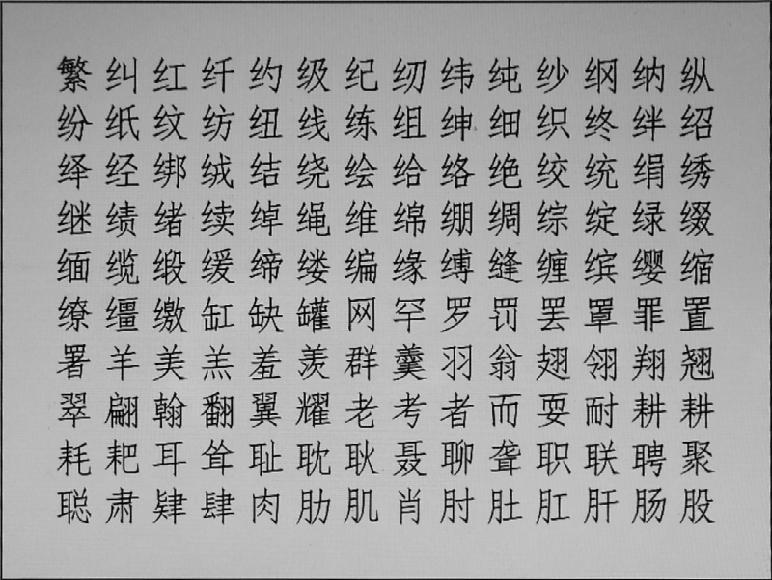 繁纠红纤约级纪纫纬纯纱纲纳纵
纷纸纹纺纽线练组绅细织终绊绍
绎经绑绒结绕绘给络绝绞统绢绣
继绩绪续绰绳维绵绷绸综绽绿缀
缅缆缎缓缔缕编缘缚缝缠缤缨缩
缭缰缴缸缺罐网罕罗罚罢罩罪置
署羊美羔羞羡群羹羽翁翅翎翔翘
翠翩翰翻翼耀老考者而耍耐耕耕
耗耙耳耸耻耽耿聂聊聋职联聘聚
聪肃肄肆肉肋肌肖肘肚肛肝肠股